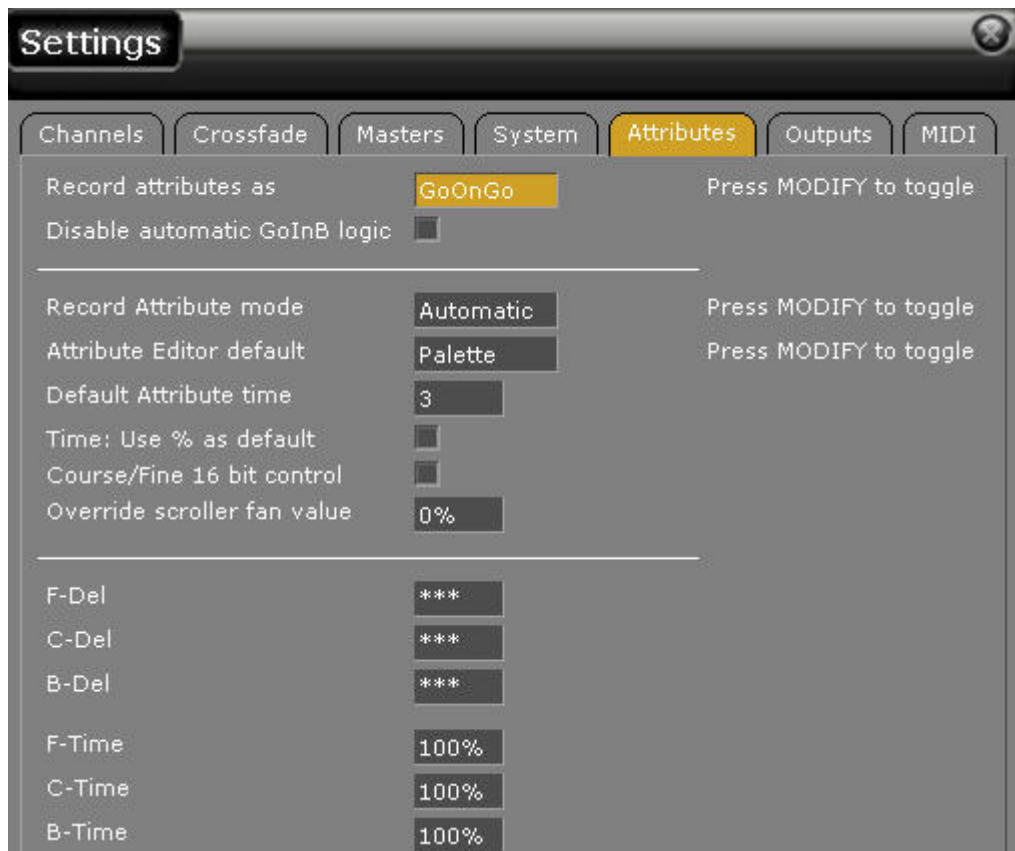 Settings
Channels Crossfade Masters System Attributes Outputs MIDI
Record attributes as GoOnGo Press MODIFY to toggle
Disable automatic GoInB logic
Record Attribute mode Automatic Press MODIFY to toggle
Attribute Editor default Palette Press MODIFY to toggle
Default Attribute time 3
Time: Use % as default
Course/Fine 16 bit control
Override scroller fan value 0%
F-Del ***
C-Del ***
B-Del ***
F-Time 100%
C-Time 100%
B-Time 100%